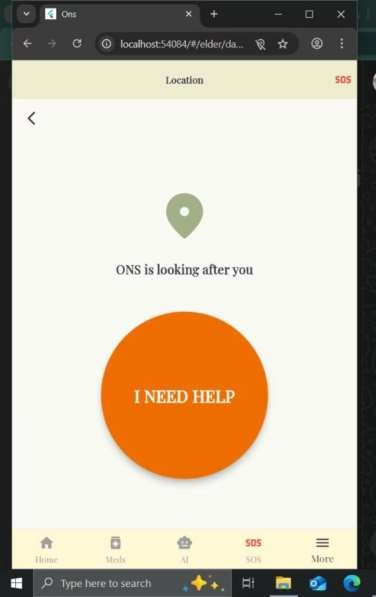 Ons
localhost:54084/#/elder/da...
Location
SOS
ONS is looking after you
I NEED HELP
SOS
Home
Meds
AI
SOS
More
Type here to search